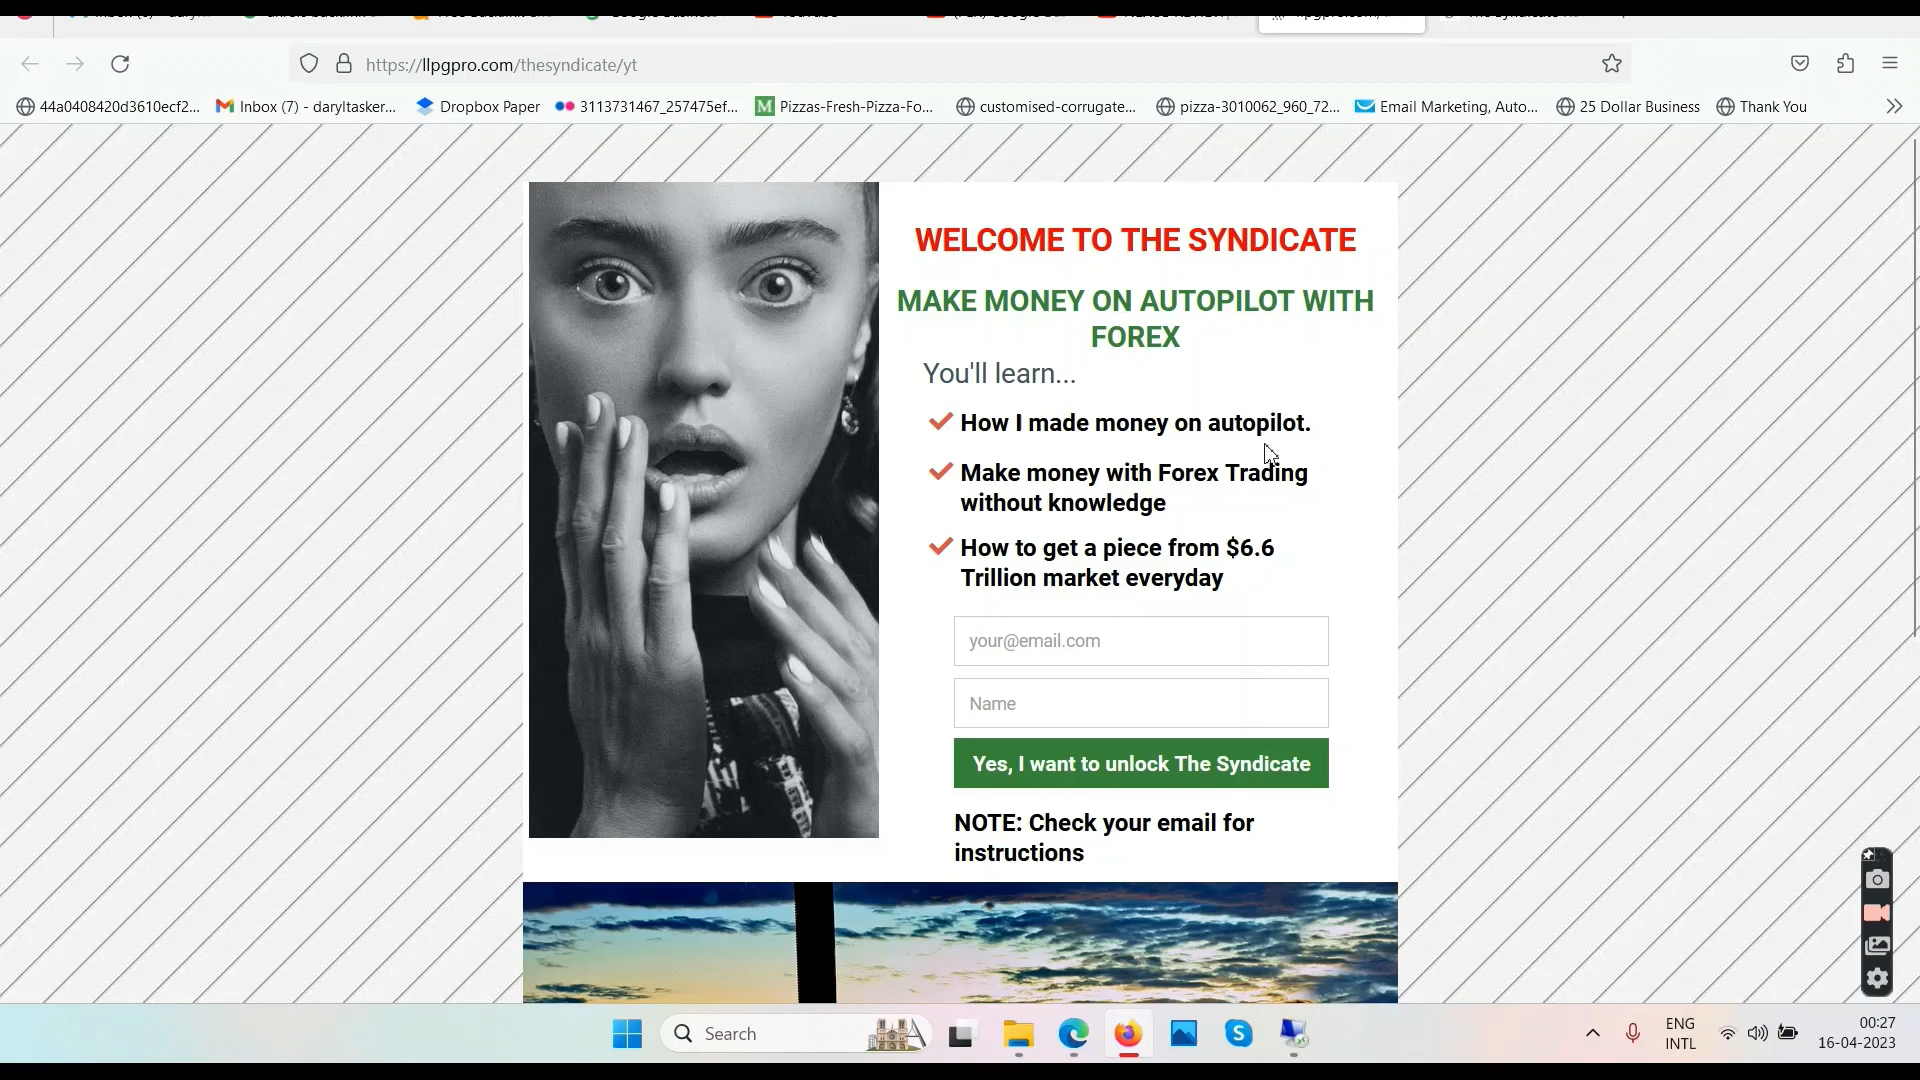 https://llpgpro.com/thesyndicate/yt
44a0408420d3610ecf2...
Inbox (7) - daryltasker...
Dropbox Paper
3113731467_257475ef...
M
Pizzas-Fresh-Pizza-Fo...
customised-corrugate...
pizza-3010062_960_72...
Email Marketing, Auto...
25 Dollar Business
Thank You
WELCOME TO THE SYNDICATE
MAKE MONEY ON AUTOPILOT WITH
FOREX
You'll learn...
How I made money on autopilot.
Make money with Forex Trading
without knowledge
How to get a piece from $6.6
Trillion market everyday
your@email.com
Name
Yes, I want to unlock The Syndicate
NOTE: Check your email for
instructions
Search
S
ENG
INTL
00:27
16-04-2023